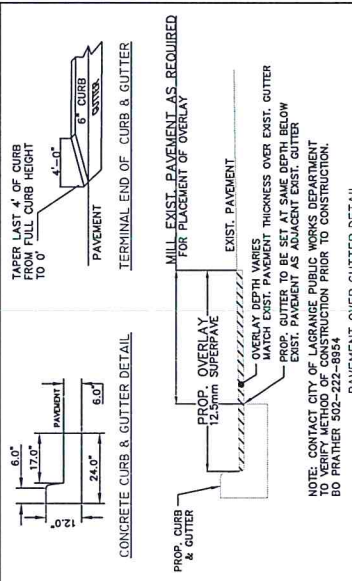 6.0"
17.0"
PAVEMENT
12.0"
24.0"
6.0"
CONCRETE CURB & GUTTER DETAIL
TAPER LAST 4' OF CURB
FROM FULL CURB HEIGHT
TO 0'
4'-0"
6" CURB
GUTTER
PAVEMENT
TERMINAL END OF CURB & GUTTER
PROP. CURB
& GUTTER
PROP. OVERLAY
12.5mm SUPERPAVE
MILL EXIST. PAVEMENT AS REQUIRED
FOR PLACEMENT OF OVERLAY
EXIST. PAVEMENT
OVERLAY DEPTH VARIES
MATCH EXIST. PAVEMENT THICKNESS OVER EXIST. GUTTER
PROP. GUTTER TO BE SET AT SAME DEPTH BELOW
EXIST. PAVEMENT AS ADJACENT EXIST. GUTTER
NOTE: CONTACT CITY OF LAGRANGE PUBLIC WORKS DEPARTMENT
TO VERIFY METHOD OF CONSTRUCTION PRIOR TO CONSTRUCTION.
BO PRATHER 502-222-8954
PAVEMENT OVER GUTTER DETAIL